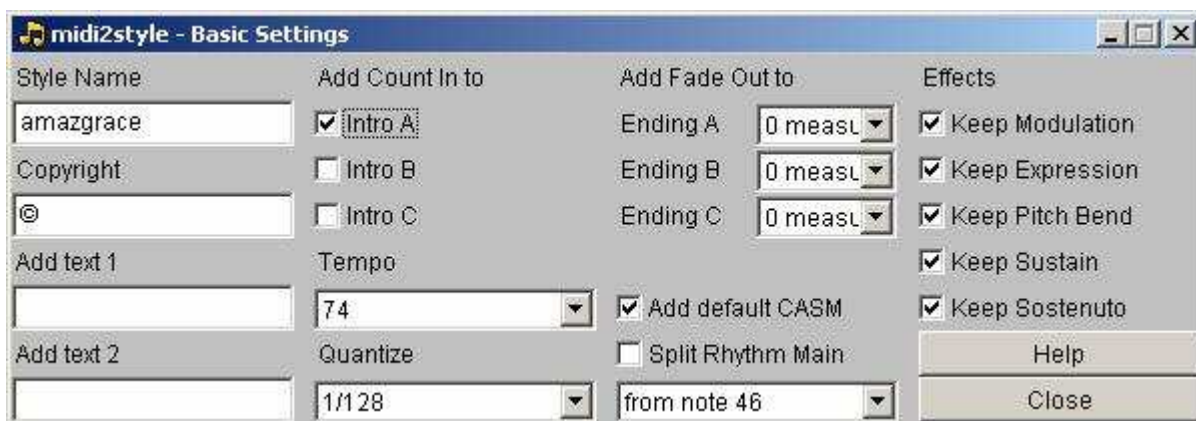 midi2style - Basic Settings
Style Name
Add Count In to
Add Fade Out to
Effects
amazgrace
Intro A
Ending A
0 measu
Keep Modulation
Copyright
Intro B
Ending B
0 measu
Keep Expression
©
Intro C
Ending C
0 measu
Keep Pitch Bend
Add text 1
Tempo
Keep Sustain
74
Add default CASM
Keep Sostenuto
Add text 2
Quantize
Split Rhythm Main
Help
1/128
from note 46
Close